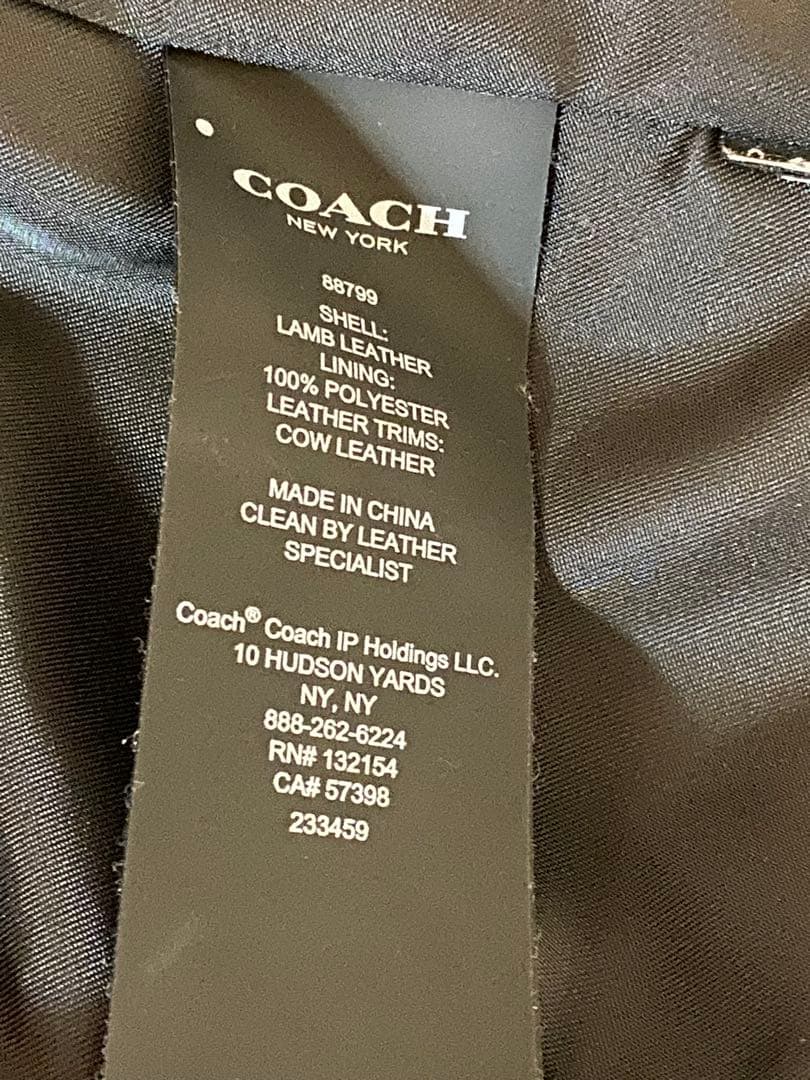 COACH
NEW YORK
88799
SHELL:
LAMB LEATHER
LINING:
100% POLYESTER
LEATHER TRIMS:
COW LEATHER
MADE IN CHINA
CLEAN BY LEATHER
SPECIALIST
Coach® Coach IP Holdings LLC.
10 HUDSON YARDS
NY, NY
888-262-6224
RN# 132154
CA# 57398
233459